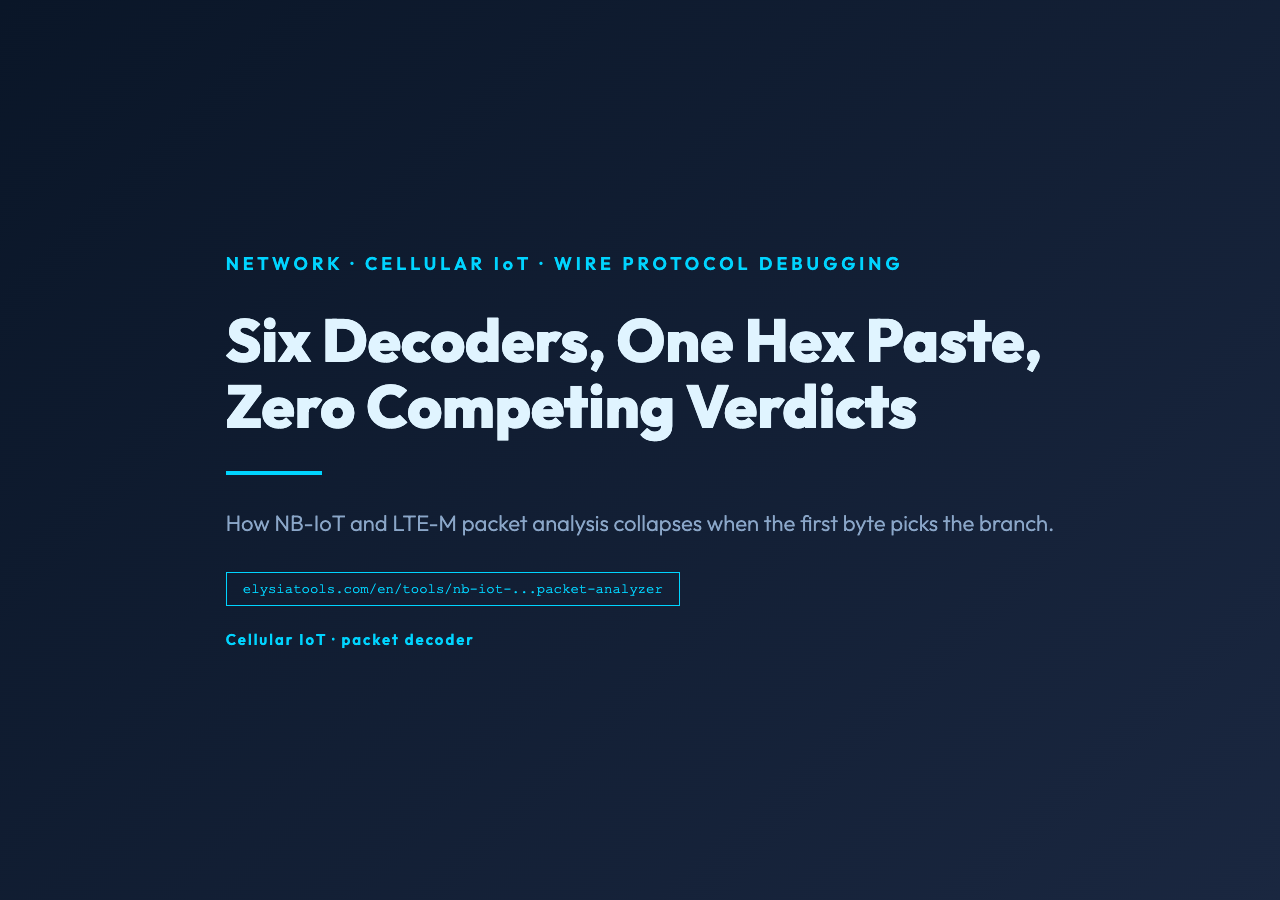 NETWORK · CELLULAR IoT · WIRE PROTOCOL DEBUGGING
Six Decoders, One Hex Paste,
Zero Competing Verdicts
How NB-IoT and LTE-M packet analysis collapses when the first byte picks the branch.
elysiatools.com/en/tools/nb-iot-...packet-analyzer
Cellular IoT · packet decoder